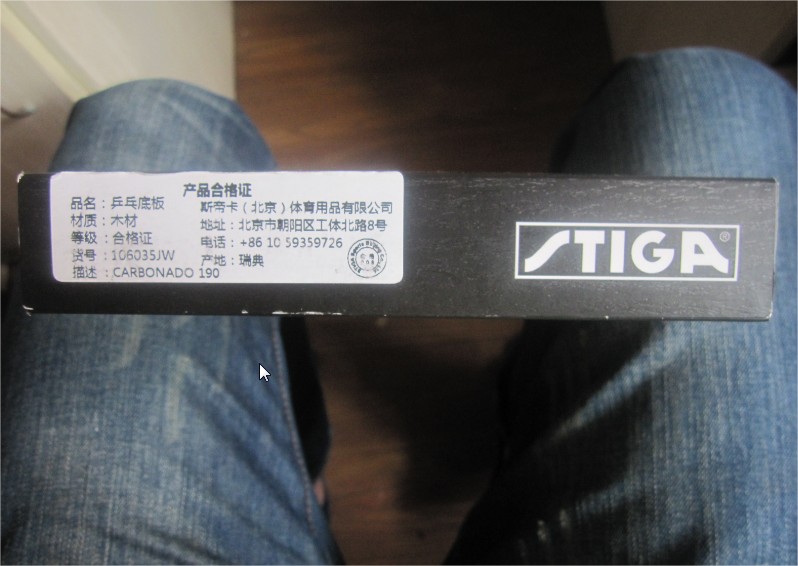 产品合格证
品名：乒乓底板
斯帝卡（北京）体育用品有限公司
材质：木材
地址：北京市朝阳区工体北路8号
等级：合格证
电话：+86 10 59359726
货号：106035JW
产地：瑞典
描述：CARBONADO 190
STIGA®